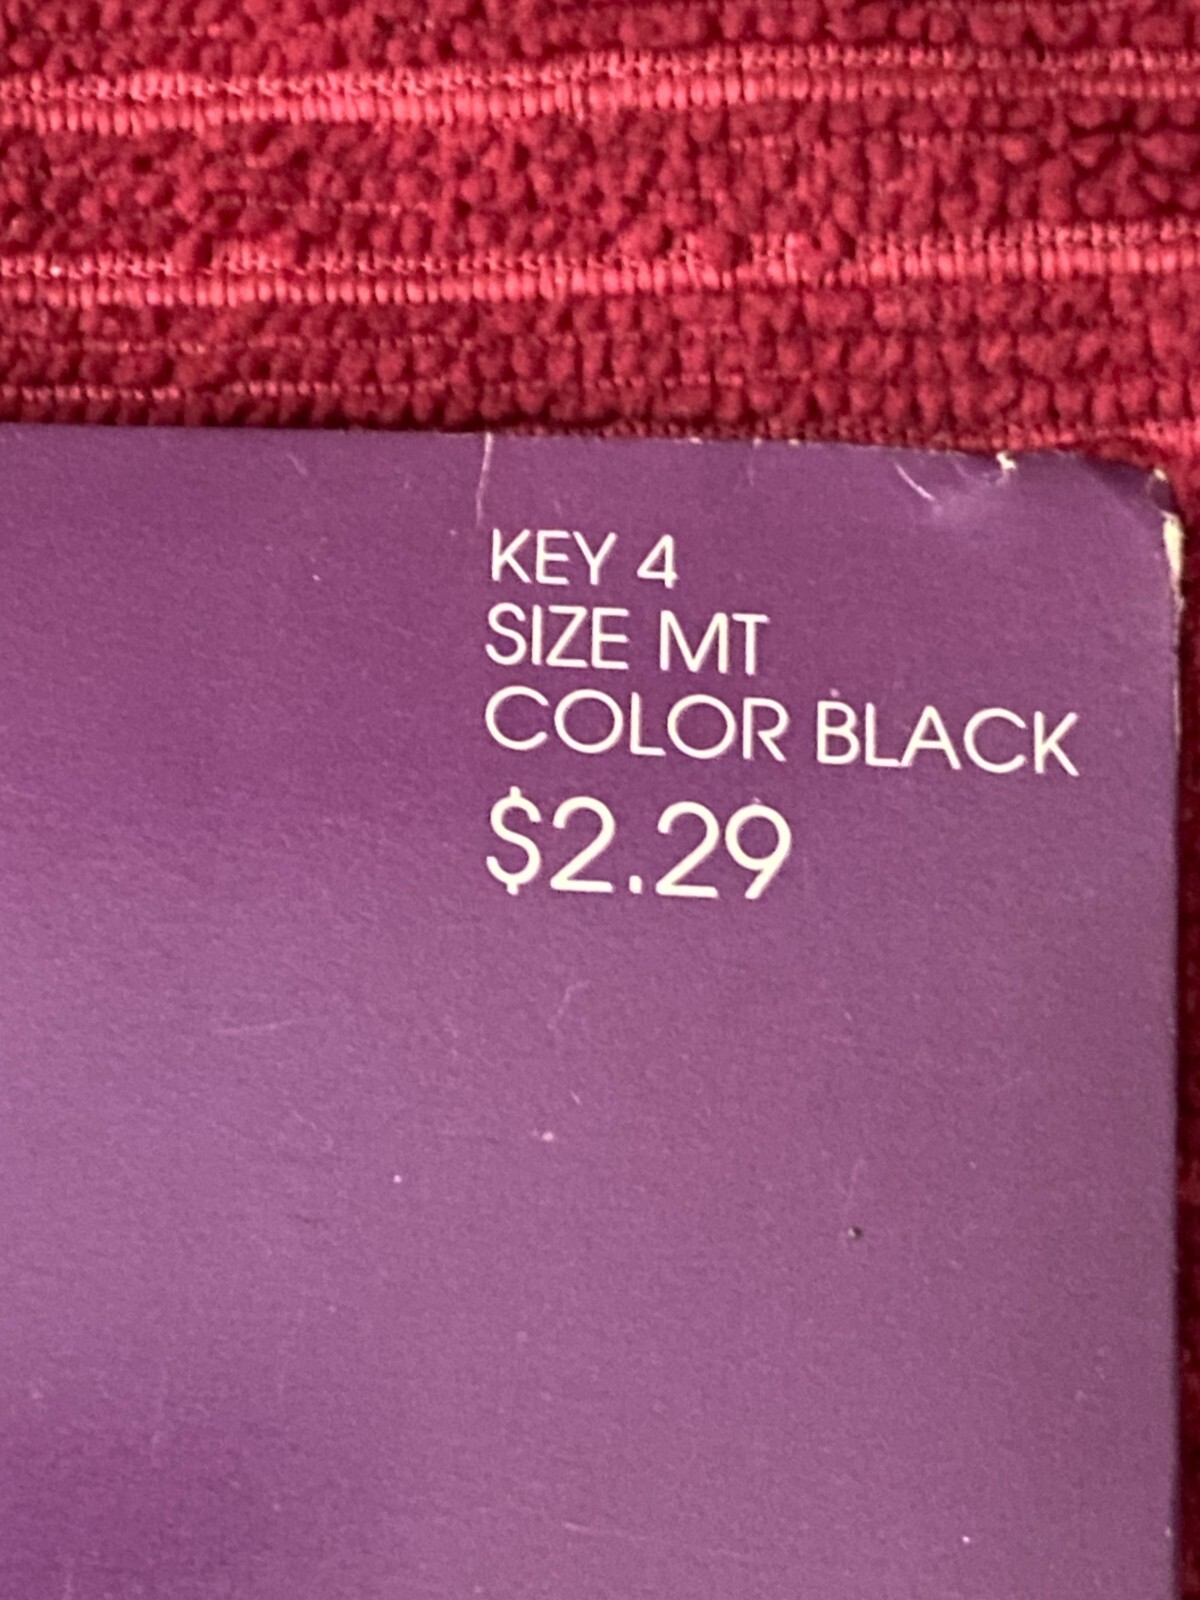 KEY 4
SIZE MT
COLOR BLACK
$2.29